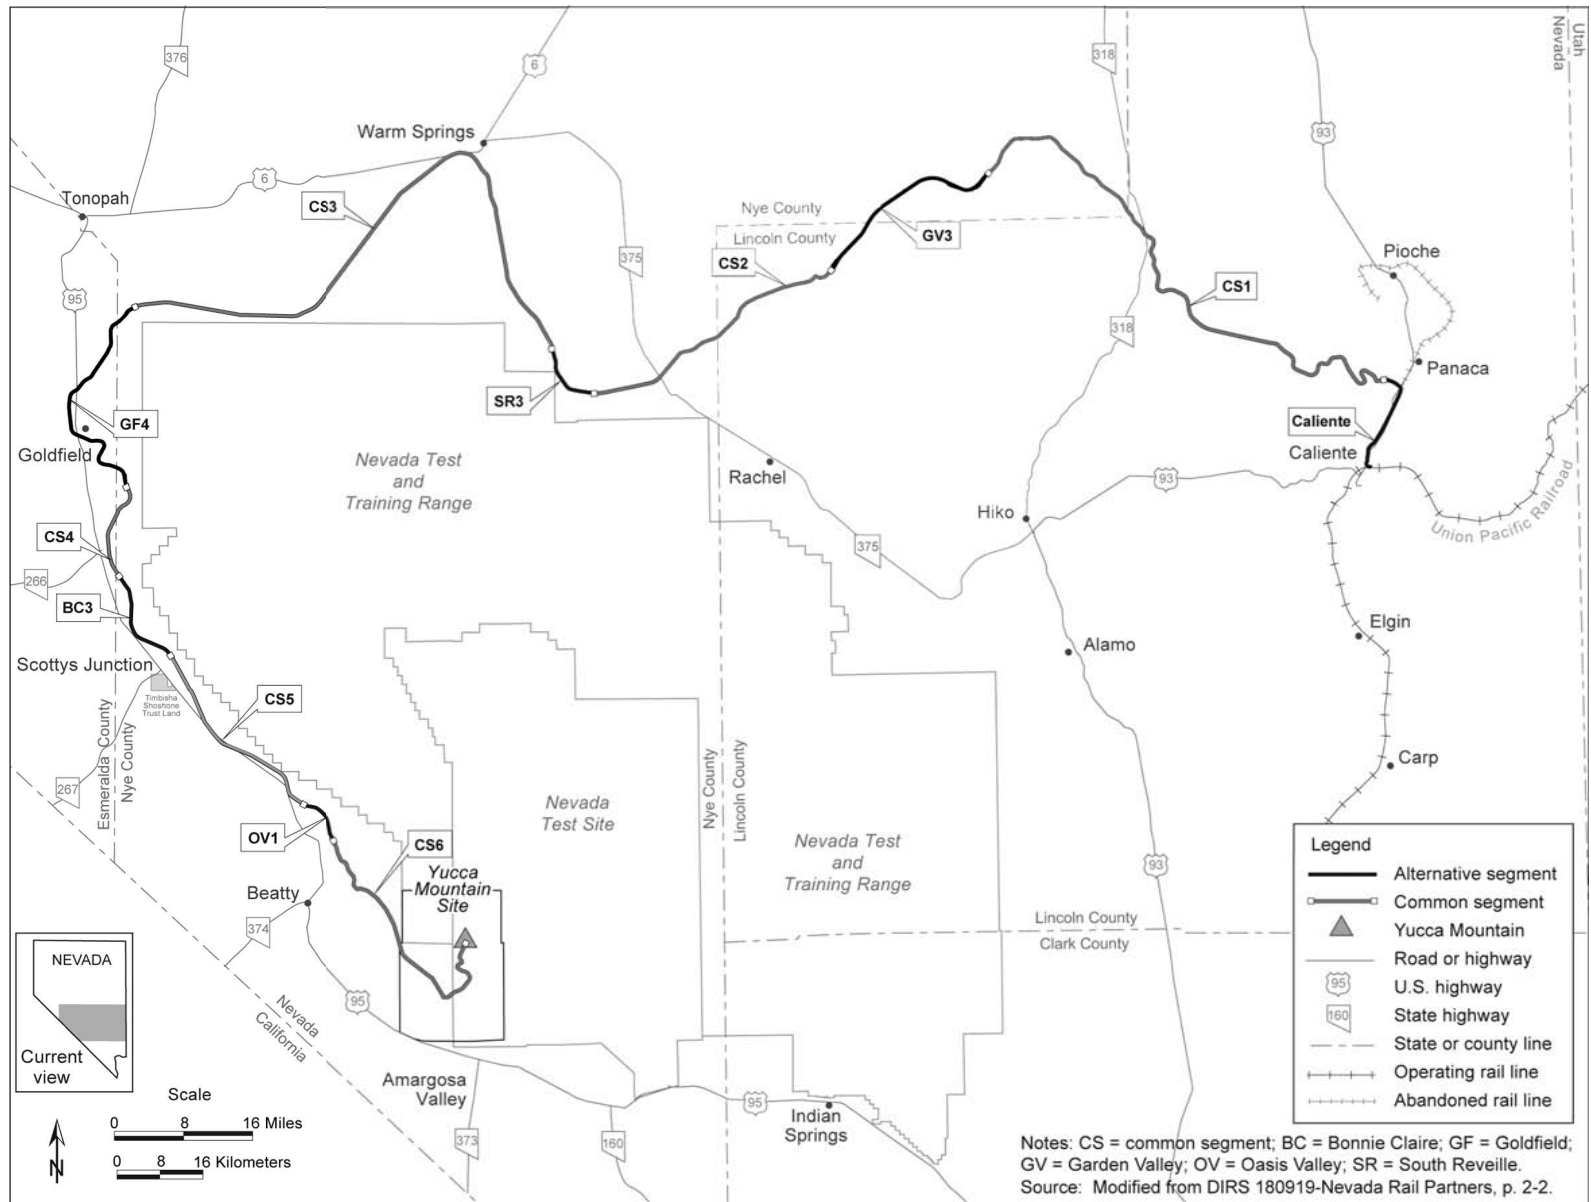 376
6
318
Utah
Nevada
93
Warm Springs
6
Tonopah
CS3
Nye County
Lincoln County
GV3
375
CS2
Pioche
CS1
95
318
Panaca
SR3
GF4
Caliente
Goldfield
Caliente
Nevada Test
and
Training Range
Rachel
93
Hiko
Union Pacific Railroad
CS4
375
266
BC3
Elgin
Alamo
Scottys Junction
Timbisha
Shoshone
Trust Land
CS5
Esmeralda County
Nye County
Nye County
Lincoln County
Carp
267
Nevada
Test Site
OV1
CS6
Nevada Test
and
Training Range
93
Yucca
Mountain
Site
Beatty
374
Lincoln County
Clark County
95
Nevada
California
NEVADA
Current
view
Amargosa
Valley
373
160
95
Indian
Springs
Scale
0 8 16 Miles
0 8 16 Kilometers
N
Legend
Alternative segment
Common segment
Yucca Mountain
Road or highway
95 U.S. highway
160 State highway
State or county line
Operating rail line
Abandoned rail line
Notes: CS = common segment; BC = Bonnie Claire; GF = Goldfield;
GV = Garden Valley; OV = Oasis Valley; SR = South Reveille.
Source: Modified from DIRS 180919-Nevada Rail Partners, p. 2-2.